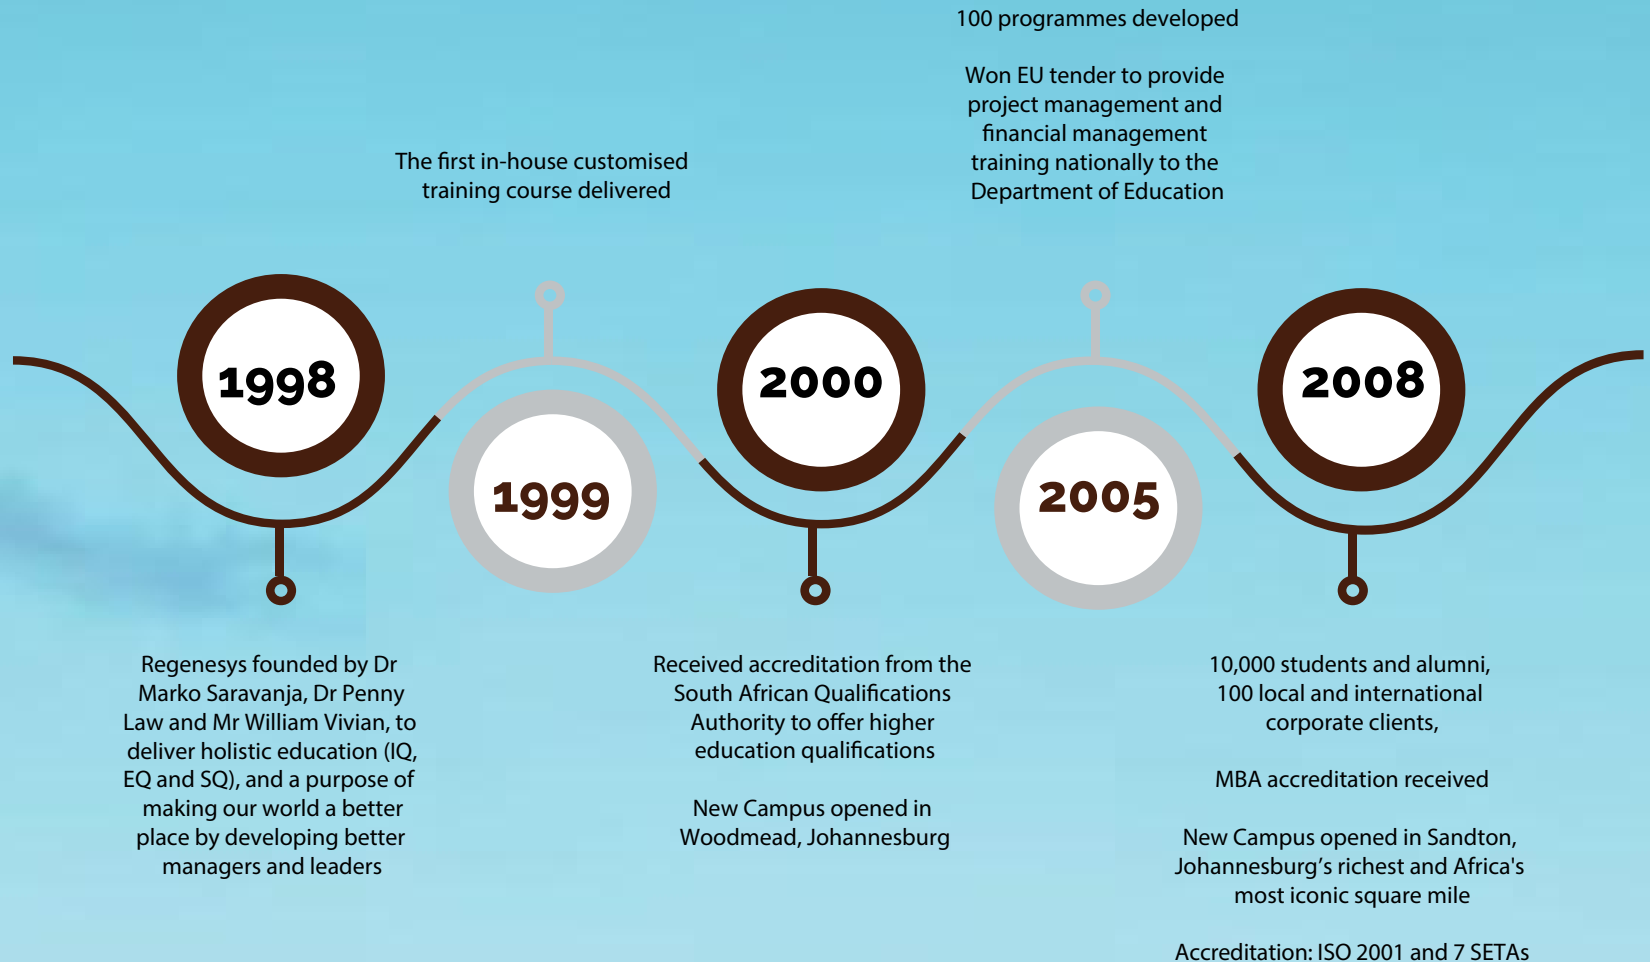 1998
Regenesys founded by Dr
Marko Saravanja, Dr Penny
Law and Mr William Vivian, to
deliver holistic education (IQ,
EQ and SQ), and a purpose of
making our world a better
place by developing better
managers and leaders
The first in-house customised
training course delivered
1999
2000
Received accreditation from the
South African Qualifications
Authority to offer higher
education qualifications
New Campus opened in
Woodmead, Johannesburg
100 programmes developed
Won EU tender to provide
project management and
financial management
training nationally to the
Department of Education
2005
2008
10,000 students and alumni,
100 local and international
corporate clients,
MBA accreditation received
New Campus opened in Sandton,
Johannesburg’s richest and Africa's
most iconic square mile
Accreditation: ISO 2001 and 7 SETAs